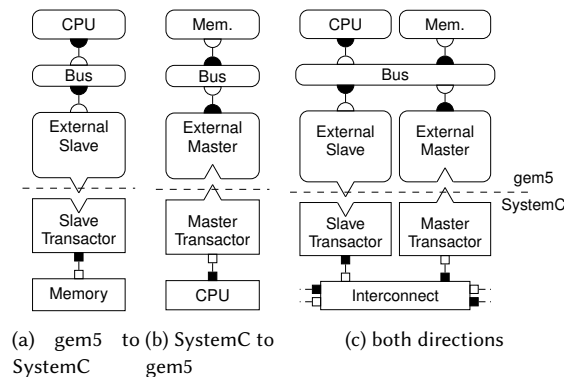 CPU
Bus
External
Slave
Slave
Transactor
Memory
(a) gem5 to
SystemC
Mem.
Bus
External
Master
Master
Transactor
CPU
(b) SystemC to
gem5
CPU
Mem.
Bus
External
Slave
External
Master
gem5
SystemC
Slave
Transactor
Master
Transactor
Interconnect
(c) both directions